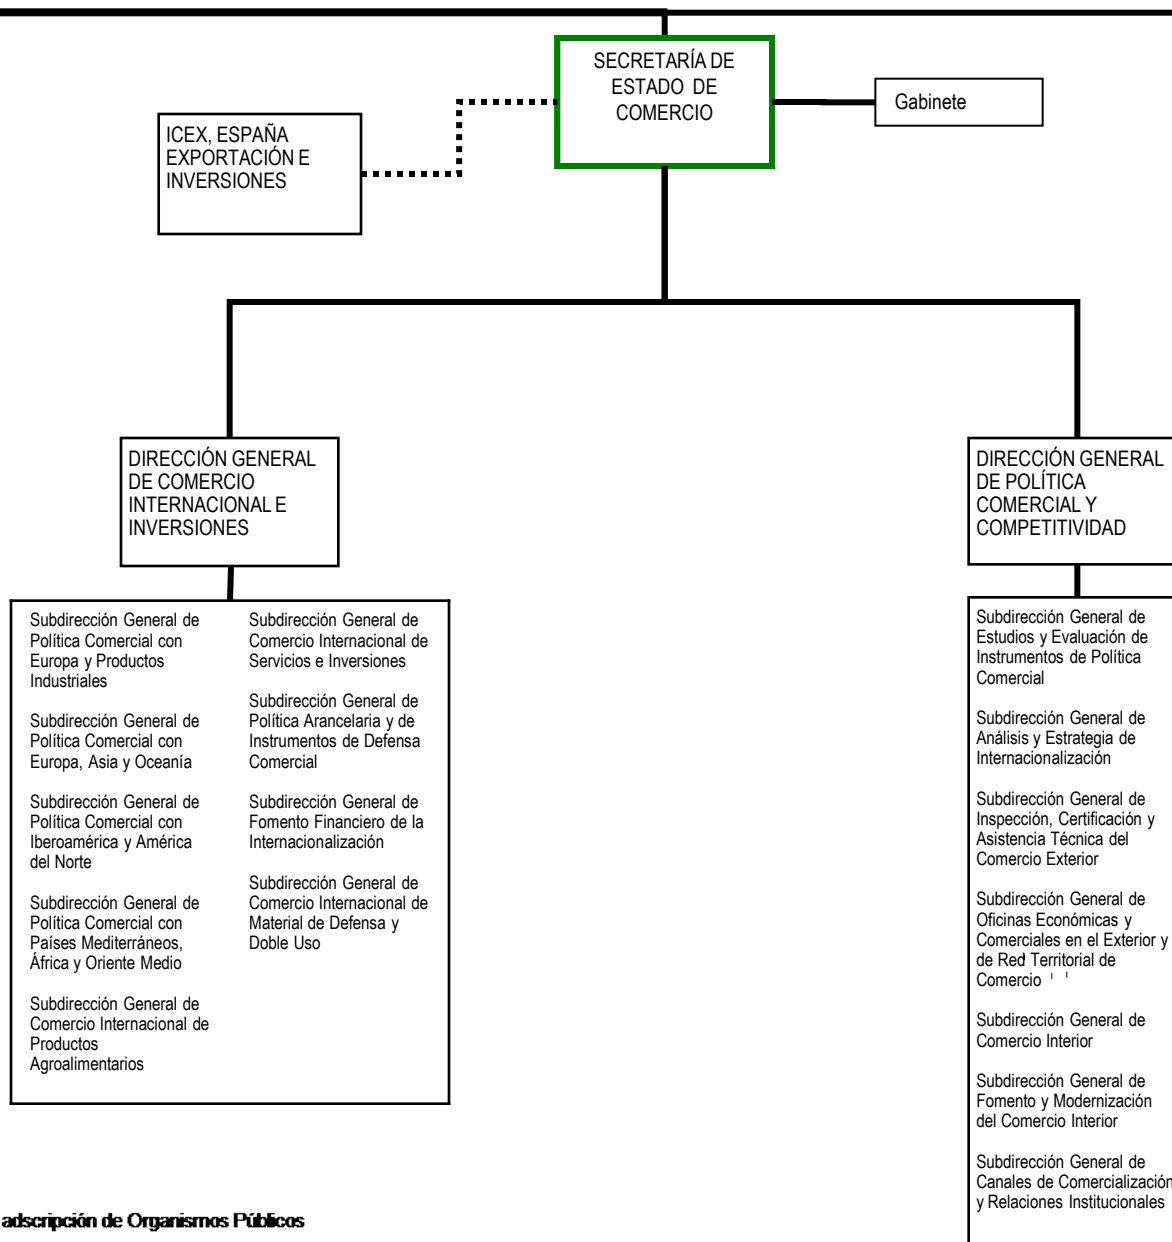 SECRETARÍA DE
ESTADO DE
COMERCIO
Gabinete
ICEX, ESPAÑA
EXPORTACIÓN E
INVERSIONES
DIRECCIÓN GENERAL
DE COMERCIO
INTERNACIONAL E
INVERSIONES
DIRECCIÓN GENERAL
DE POLÍTICA
COMERCIAL Y
COMPETITIVIDAD
Subdirección General de
Política Comercial con
Europa y Productos
Industriales
Subdirección General de
Política Comercial con
Europa, Asia y Oceanía
Subdirección General de
Política Comercial con
Iberoamérica y América
del Norte
Subdirección General de
Política Comercial con
Países Mediterráneos,
África y Oriente Medio
Subdirección General de
Comercio Internacional de
Productos
Agroalimentarios
Subdirección General de
Comercio Internacional de
Servicios e Inversiones
Subdirección General de
Política Arancelaria y de
Instrumentos de Defensa
Comercial
Subdirección General de
Fomento Financiero de la
Internacionalización
Subdirección General de
Comercio Internacional de
Material de Defensa y
Doble Uso
Subdirección General de
Estudios y Evaluación de
Instrumentos de Política
Comercial
Subdirección General de
Análisis y Estrategia de
Internacionalización
Subdirección General de
Inspección, Certificación y
Asistencia Técnica del
Comercio Exterior
Subdirección General de
Oficinas Económicas y
Comerciales en el Exterior y
de Red Territorial de
Comercio
Subdirección General de
Comercio Interior
Subdirección General de
Fomento y Modernización
del Comercio Interior
Subdirección General de
Canales de Comercialización
y Relaciones Institucionales
adscripción de Organismos Públicos